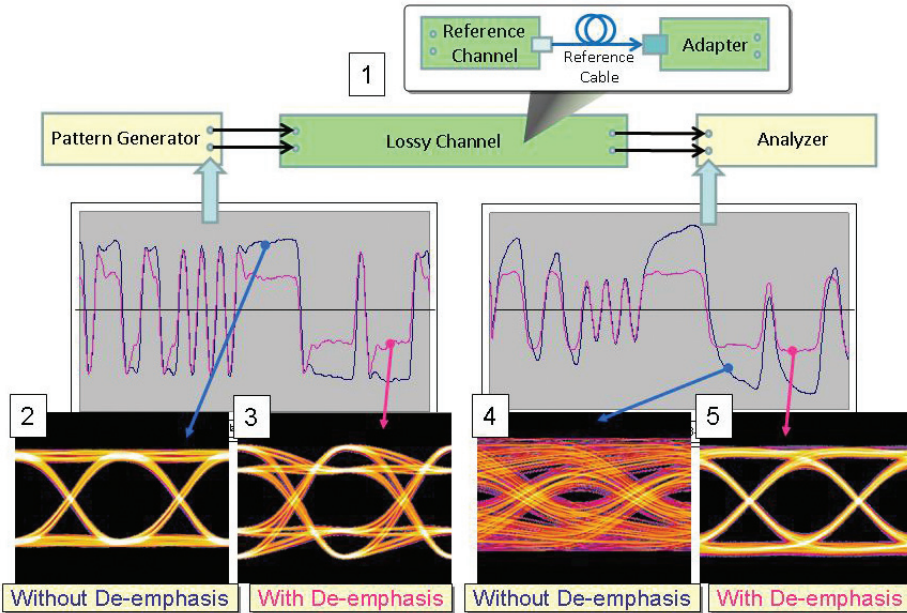 1
Reference
Channel
Reference
Cable
Adapter
Pattern Generator
Lossy Channel
Analyzer
2
3
4
5
Without De-emphasis
With De-emphasis
Without De-emphasis
With De-emphasis